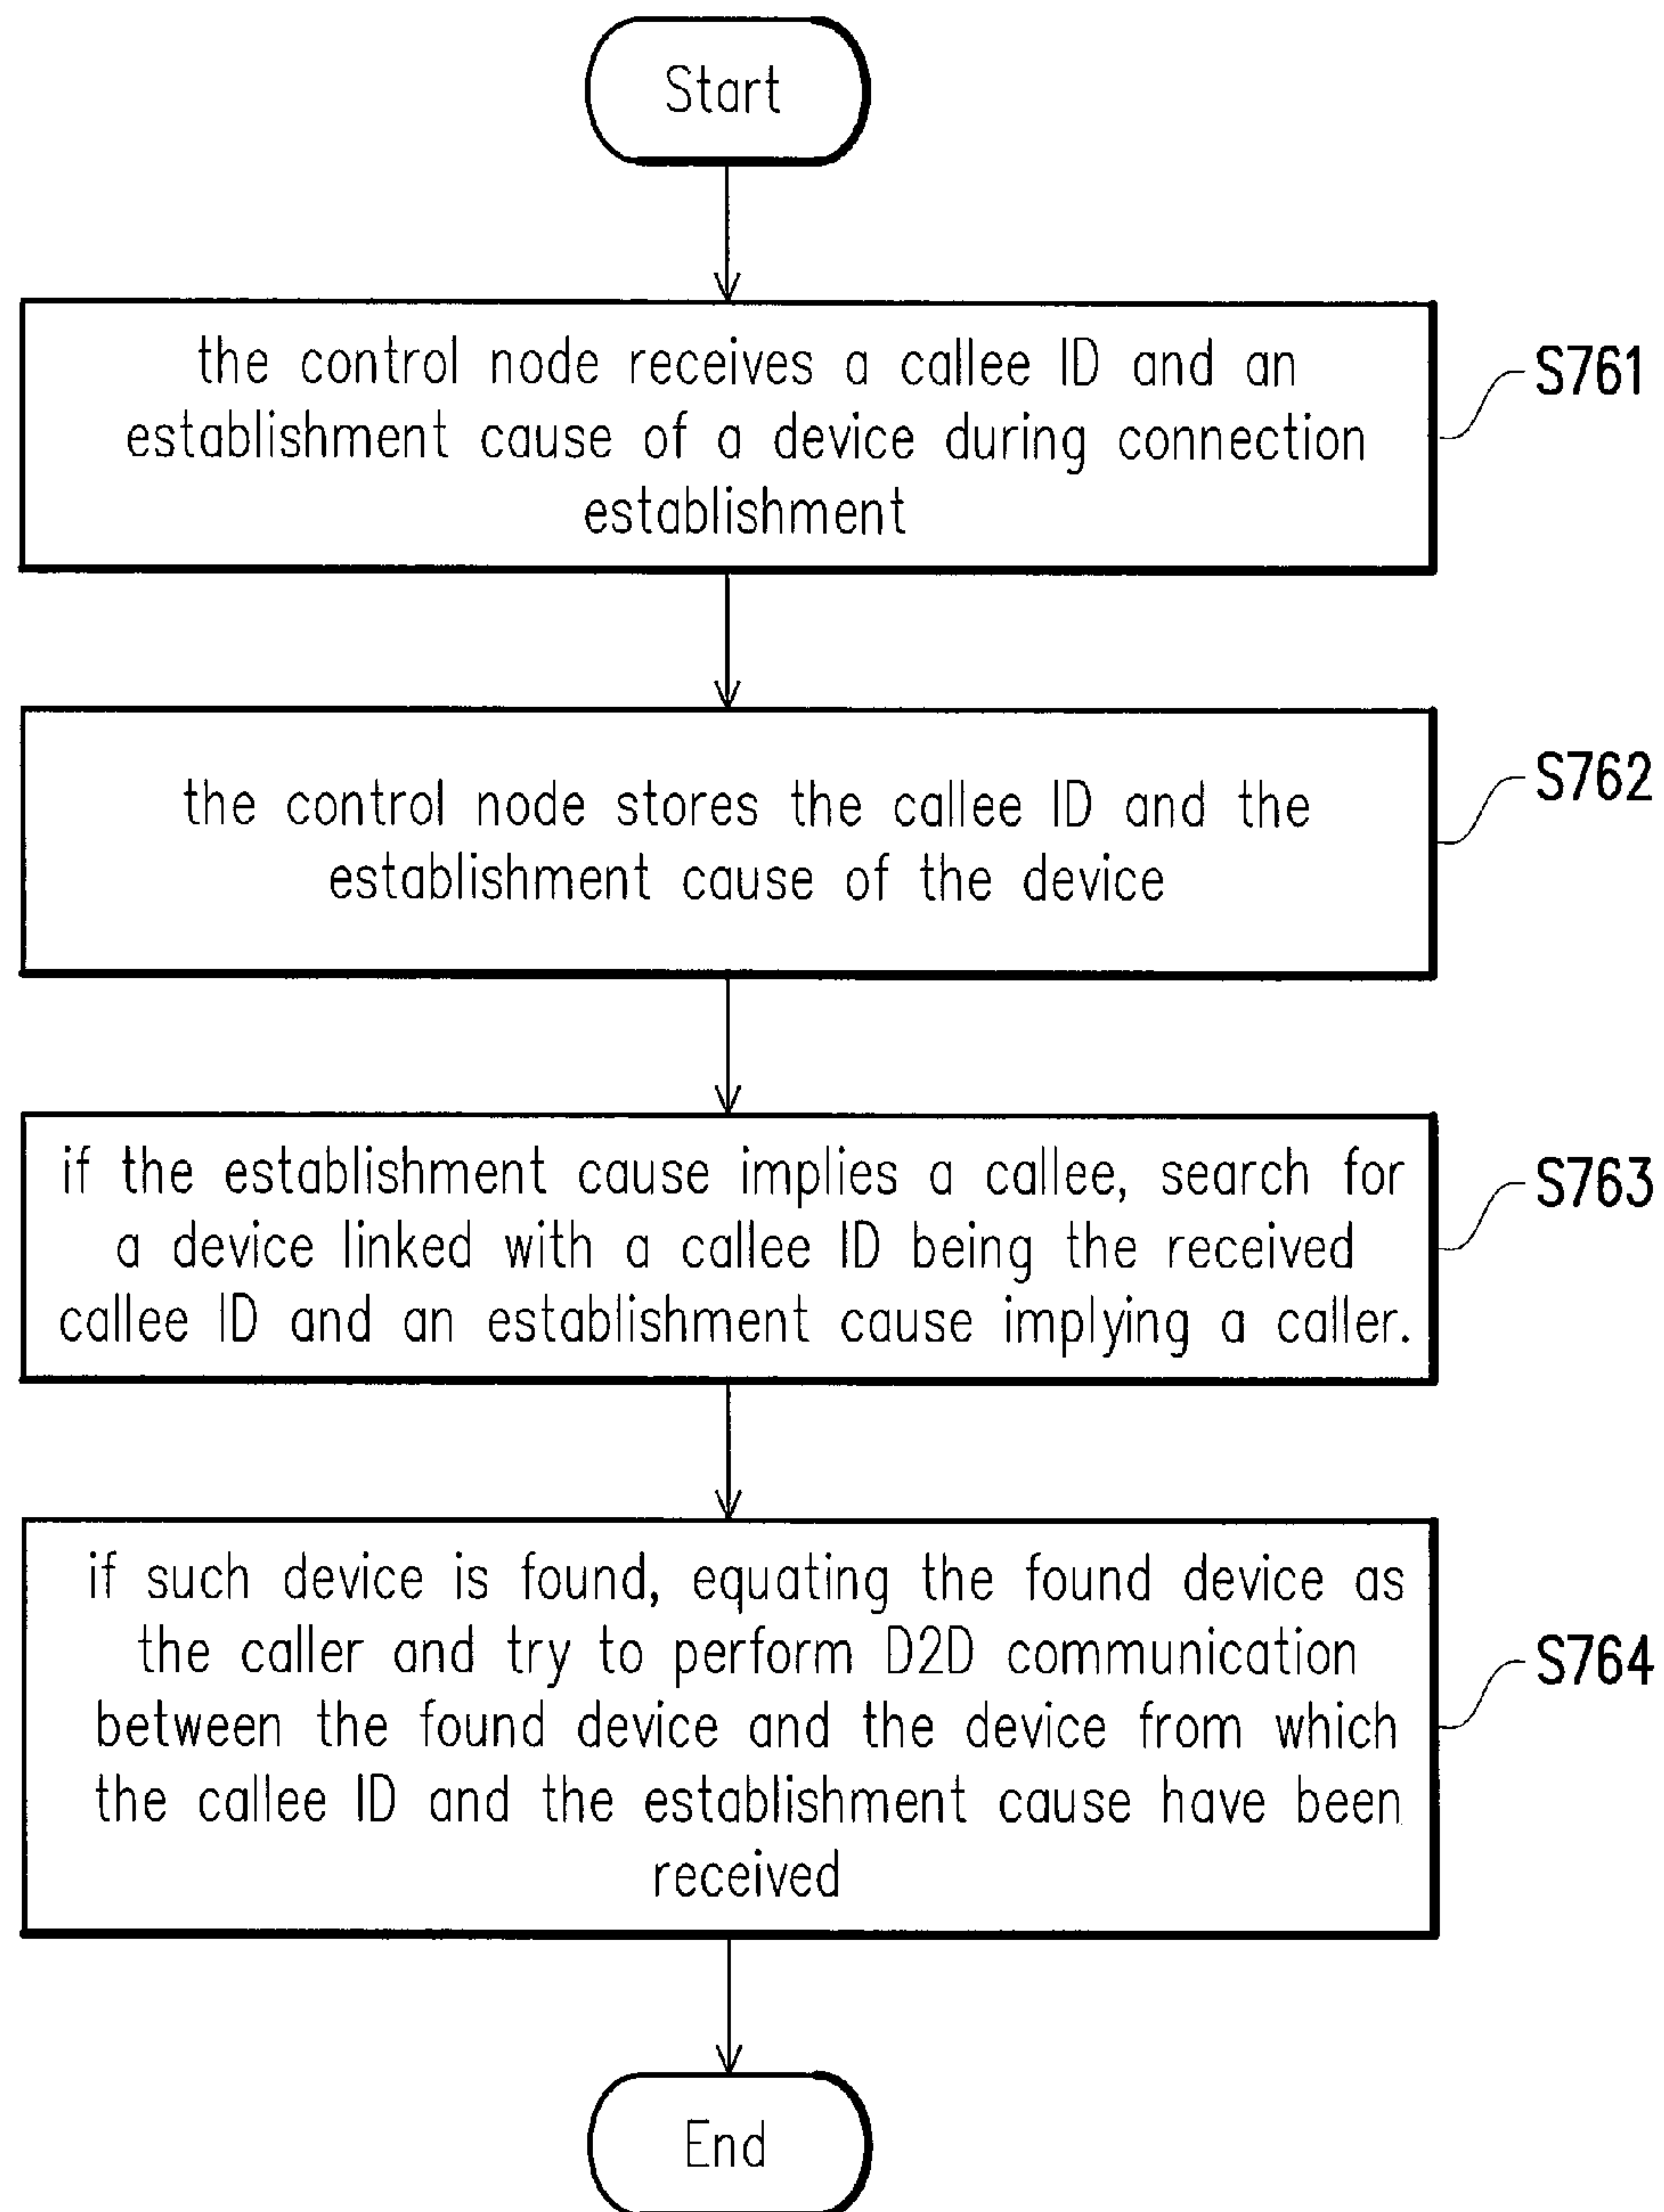 Start
the control node receives a callee ID and an
establishment cause of a device during connection
establishment
S761
the control node stores the callee ID and the
establishment cause of the device
S762
if the establishment cause implies a callee, search for
a device linked with a callee ID being the received
callee ID and an establishment cause implying a caller.
S763
if such device is found, equating the found device as
the caller and try to perform D2D communication
between the found device and the device from which
the callee ID and the establishment cause have been
received
S764
End